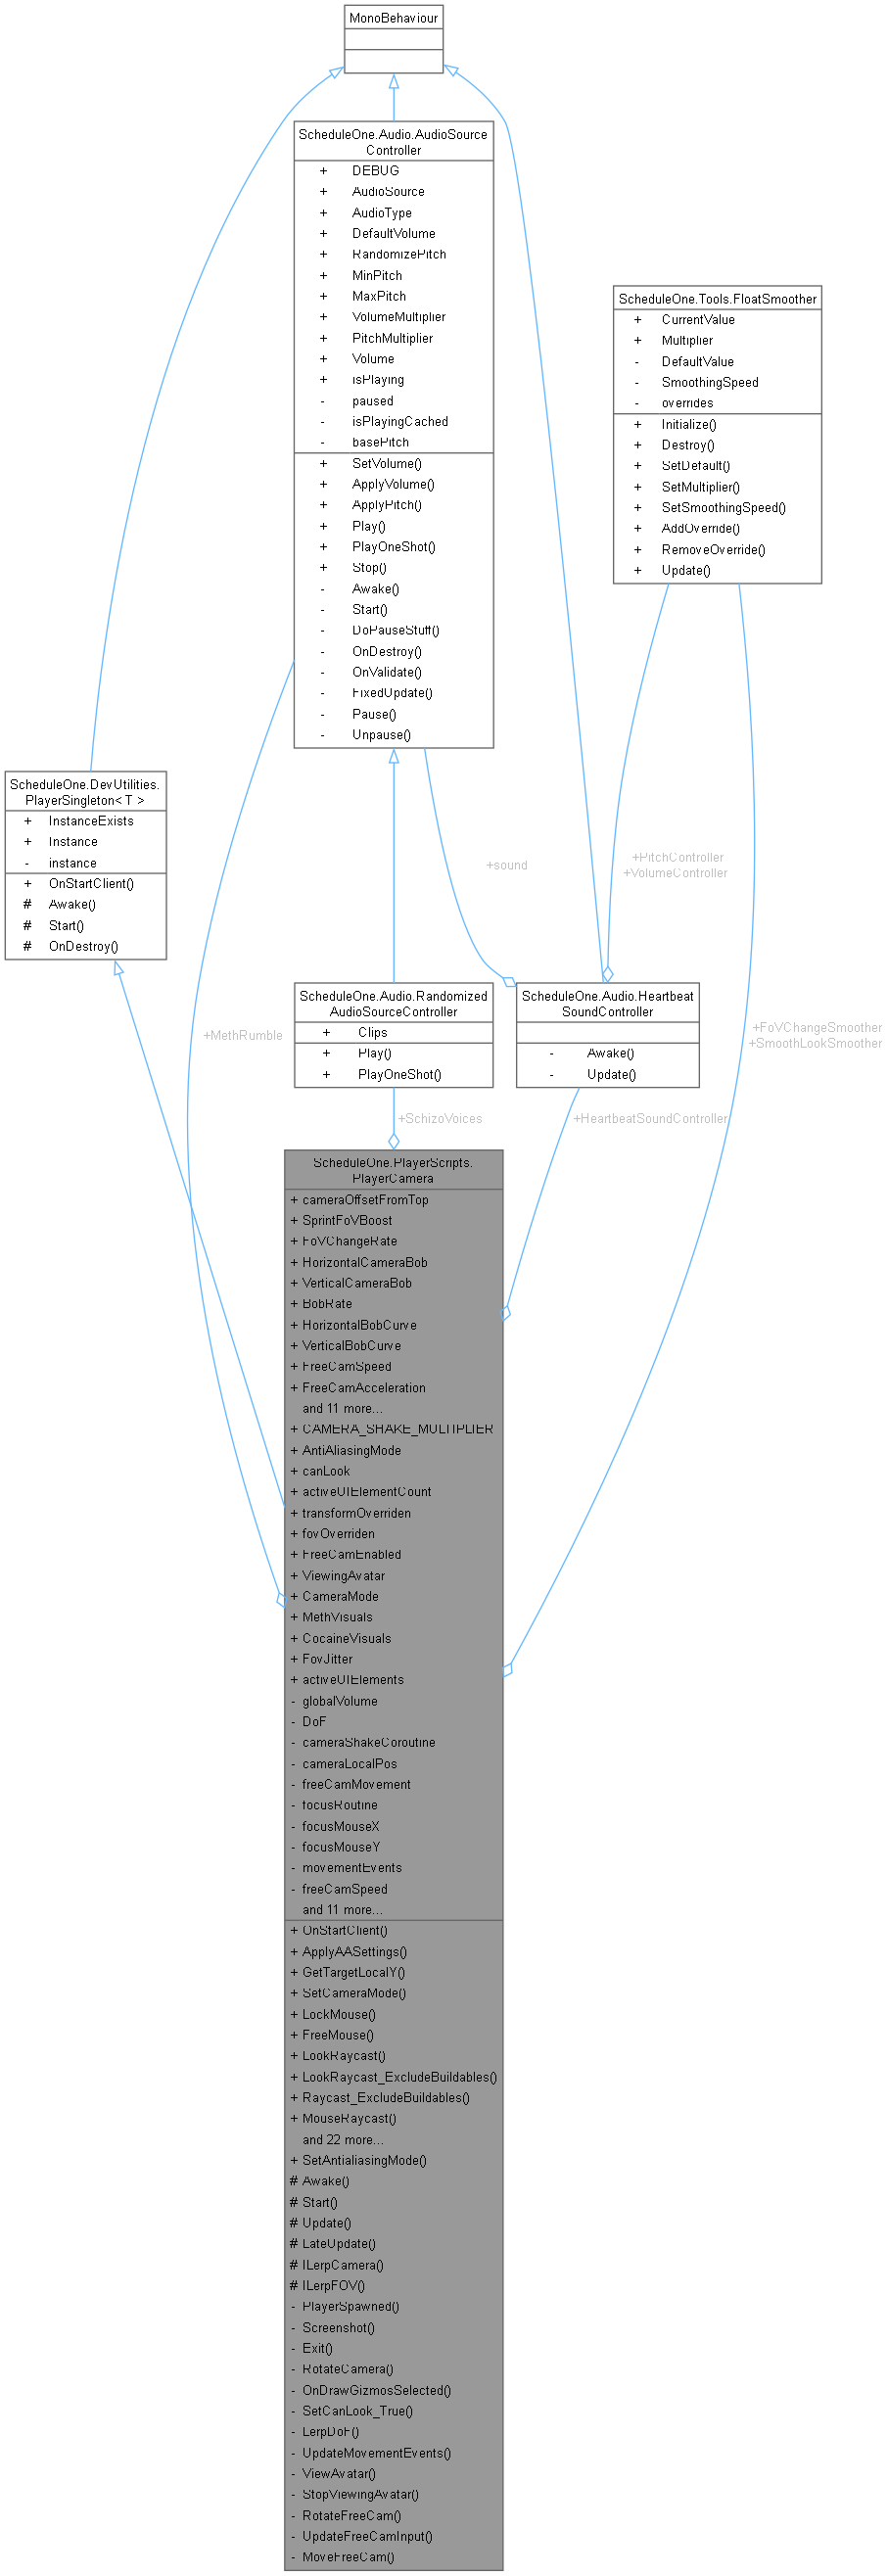 MonoBehaviour
ScheduleOne.Audio.AudioSource
Controller
+ DEBUG
+ AudioSource
+ AudioType
+ DefaultVolume
+ RandomizePitch
+ MinPitch
+ MaxPitch
+ VolumeMultiplier
+ PitchMultiplier
+ Volume
+ isPlaying
- paused
- isPlayingCached
- basePitch
+ SetVolume()
+ ApplyVolume()
+ ApplyPitch()
+ Play()
+ PlayOneShot()
+ Stop()
- Awake()
- Start()
- DoPauseStuff()
- OnDestroy()
- OnValidate()
- FixedUpdate()
- Pause()
- Unpause()
ScheduleOne.Tools.FloatSmoother
+ CurrentValue
+ Multiplier
- DefaultValue
- SmoothingSpeed
- overrides
+ Initialize()
+ Destroy()
+ SetDefault()
+ SetMultiplier()
+ SetSmoothingSpeed()
+ AddOverride()
+ RemoveOverride()
+ Update()
ScheduleOne.DevUtilities.
PlayerSingleton< T >
+ InstanceExists
+ Instance
- instance
+ OnStartClient()
# Awake()
# Start()
# OnDestroy()
+sound
+PitchController
+VolumeController
ScheduleOne.Audio.Randomized
AudioSourceController
+ Clips
+ Play()
+ PlayOneShot()
ScheduleOne.Audio.Heartbeat
SoundController
- Awake()
- Update()
+MethRumble
+FoVChangeSmoother
+SmoothLookSmoother
+SchizoVoices
+HeartbeatSoundController
ScheduleOne.PlayerScripts.
PlayerCamera
+ cameraOffsetFromTop
+ SprintFoVBoost
+ FoVChangeRate
+ HorizontalCameraBob
+ VerticalCameraBob
+ BobRate
+ HorizontalBobCurve
+ VerticalBobCurve
+ FreeCamSpeed
+ FreeCamAcceleration
and 11 more...
+ CAMERA_SHAKE_MULTIPLIER
+ AntiAliasingMode
+ canLook
+ activeUIElementCount
+ transformOverriden
+ fovOverriden
+ FreeCamEnabled
+ ViewingAvatar
+ CameraMode
+ MethVisuals
+ CocaineVisuals
+ FovJitter
+ activeUIElements
- globalVolume
- DoF
- cameraShakeCoroutine
- cameraLocalPos
- freeCamMovement
- focusRoutine
- focusMouseX
- focusMouseY
- movementEvents
- freeCamSpeed
and 11 more...
+ OnStartClient()
+ ApplyAASettings()
+ GetTargetLocalY()
+ SetCameraMode()
+ LockMouse()
+ FreeMouse()
+ LookRaycast()
+ LookRaycast_ExcludeBuildables()
+ Raycast_ExcludeBuildables()
+ MouseRaycast()
and 22 more...
+ SetAntialiasingMode()
# Awake()
# Start()
# Update()
# LateUpdate()
# ILerpCamera()
# ILerpFOV()
- PlayerSpawned()
- Screenshot()
- Exit()
- RotateCamera()
- OnDrawGizmosSelected()
- SetCanLook_True()
- LerpDoF()
- UpdateMovementEvents()
- ViewAvatar()
- StopViewingAvatar()
- RotateFreeCam()
- UpdateFreeCamInput()
- MoveFreeCam()